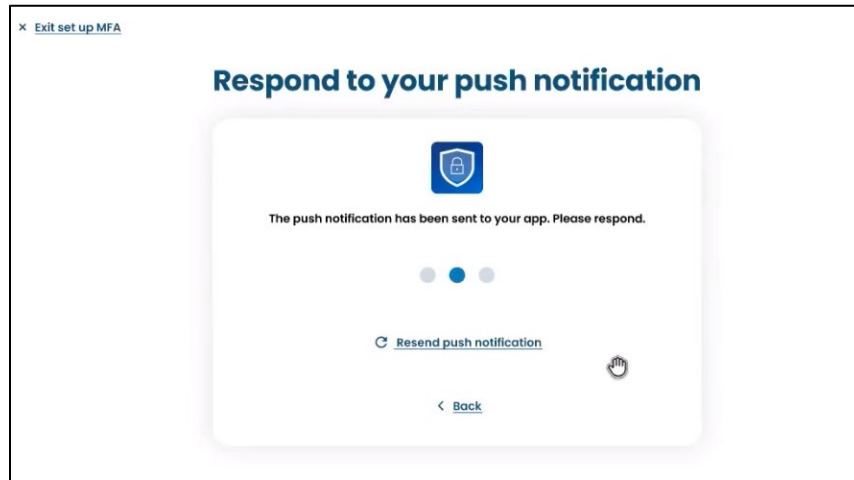 × Exit set up MFA
Respond to your push notification
The push notification has been sent to your app. Please respond.
Resend push notification
< Back